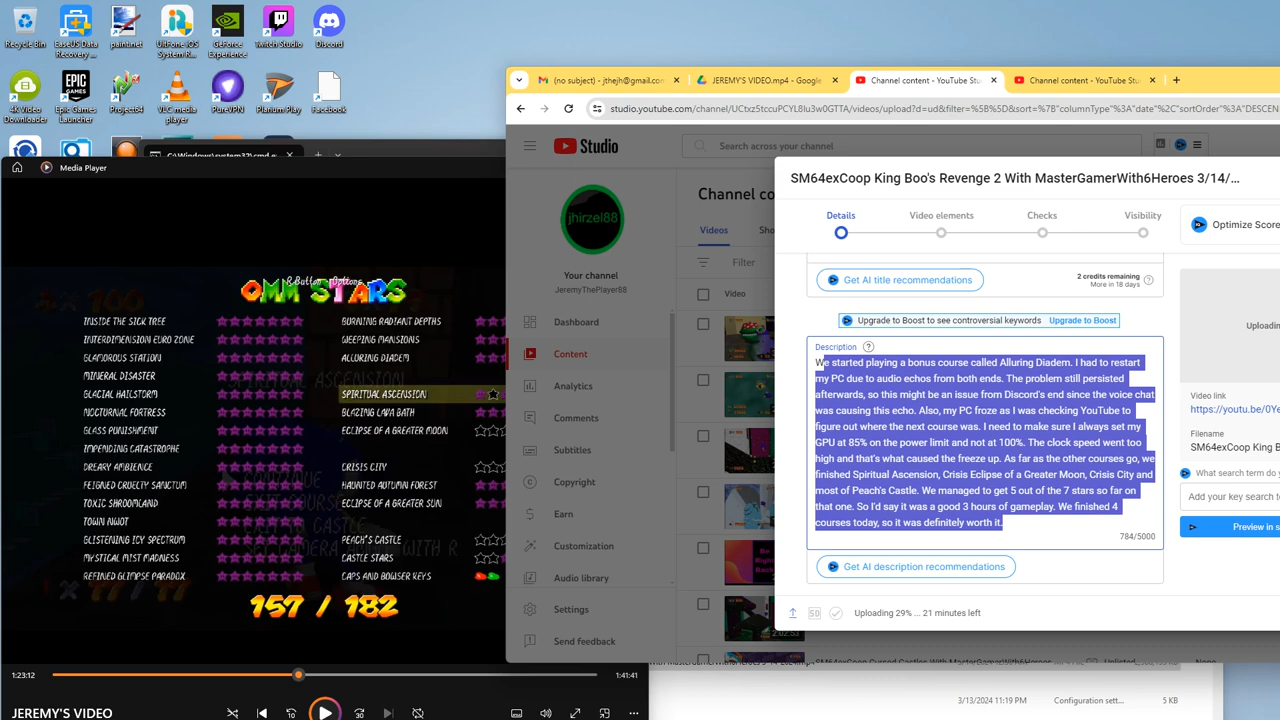 Recycle Bin
EaseUS Data Recovery ...
paint.net
UltFone iOS System R...
GeForce Experience
Twitch Studio
Discord
4K Video Downloader
Epic Games Launcher
Project64
VLC media player
PureVPN
Plarium Play
Facebook
(no subject) - jthejh@gmail.com
JEREMY'S VIDEO.mp4 - Google
Channel content - YouTube Stu
Channel content - YouTube Stu
C:\Windows\system32\cmd.e
studio.youtube.com/channel/
Media Player
Studio
Search across your channel
jhirzel88
Your channel
JeremyThePlayer88
Dashboard
Content
Analytics
Comments
Subtitles
Copyright
Earn
Customization
Audio library
Settings
Send feedback
Channel co
Videos
Sho
Filter
Video
2:02:53
SM64exCoop King Boo's Revenge 2 With MasterGamerWith6Heroes 3/14/...
Details
Video elements
Checks
Visibility
Optimize Score
Get AI title recommendations
2 credits remaining
More in 18 days
Upgrade to Boost to see controversial keywords
Upgrade to Boost
Description
We started playing a bonus course called Alluring Diadem. I had to restart
my PC due to audio echos from both ends. The problem still persisted
afterwards, so this might be an issue from Discord's end since the voice chat
was causing this echo. Also, my PC froze as I was checking YouTube to
figure out where the next course was. I need to make sure I always set my
GPU at 85% on the power limit and not at 100%. The clock speed went too
high and that's what caused the freeze up. As far as the other courses go, we
finished Spiritual Ascension, Crisis Eclipse of a Greater Moon, Crisis City and
most of Peach's Castle. We managed to get 5 out of the 7 stars so far on
that one. So I'd say it was a good 3 hours of gameplay. We finished 4
courses today, so it was definitely worth it.
784/5000
Get AI description recommendations
Uploading 29% ... 21 minutes left
Uploadin
Video link
https://youtu.be/0Ye
Filename
SM64exCoop King B
What search term do y
Add your key search t
Preview in s
R Button Options
OMM STARS
INSIDE THE SICK TREE
INTERDIMENSION EURO ZONE
GLAMOROUS STATION
MINERAL DISASTER
GLACIAL HAILSTORM
NOCTURNAL FORTRESS
GLASS PUNISHMENT
IMPENDING CATASTROPHE
DREARY AMBIENCE
FEIGNED CRUELTY SANCTUM
TOXIC SHROOMLAND
TOWN NWOT
GLISTENING ICY SPECTRUM
MYSTICAL MIST MADNESS
REFINED GLIMPSE PARADOX
BURNING RADIANT DEPTHS
WEEPING MANSIONS
ALLURING DIADEM
SPIRITUAL ASCENSION
BLAZING LAVA BATH
ECLIPSE OF A GREATER MOON
CRISIS CITY
HAUNTED AUTUMN FOREST
ECLIPSE OF A GREATER SUN
PEACH'S CASTLE
CASTLE STARS
CAPS AND BOWSER KEYS
157 / 182
1:23:12
1:41:41
JEREMY'S VIDEO
3/13/2024 11:19 PM
Configuration sett...
5 KB